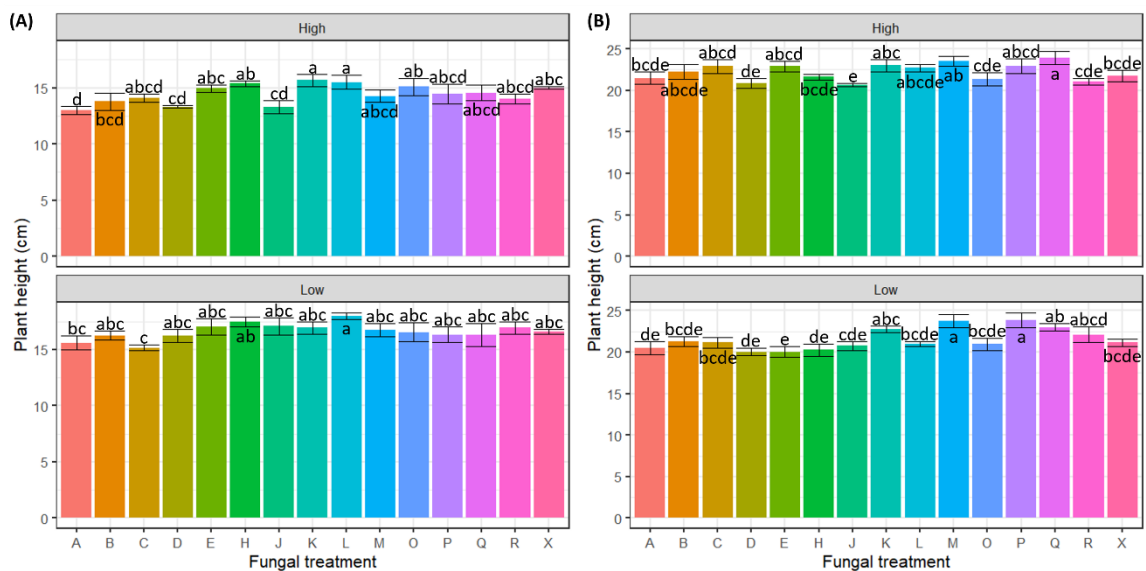 (A)
High
15
10
5
0
d
bcd
abcd
cd
abc
ab
cd
a
a
abcd
ab
abcd
abcd
abcd
abc
Low
15
10
5
0
bc
abc
c
abc
abc
ab
abc
abc
a
abc
abc
abc
abc
abc
abc
A B C D E H J K L M O P Q R X
Fungal treatment
Plant height (cm)
(B)
High
25
20
15
10
5
0
bcde
abcde
abcd
de
abcd
bcde
e
abc
abcde
ab
cde
abcd
a
cde
bcde
Low
25
20
15
10
5
0
de
bcde
bcde
de
e
de
cde
abc
bcde
a
bcde
a
ab
abcd
bcde
A B C D E H J K L M O P Q R X
Fungal treatment
Plant height (cm)